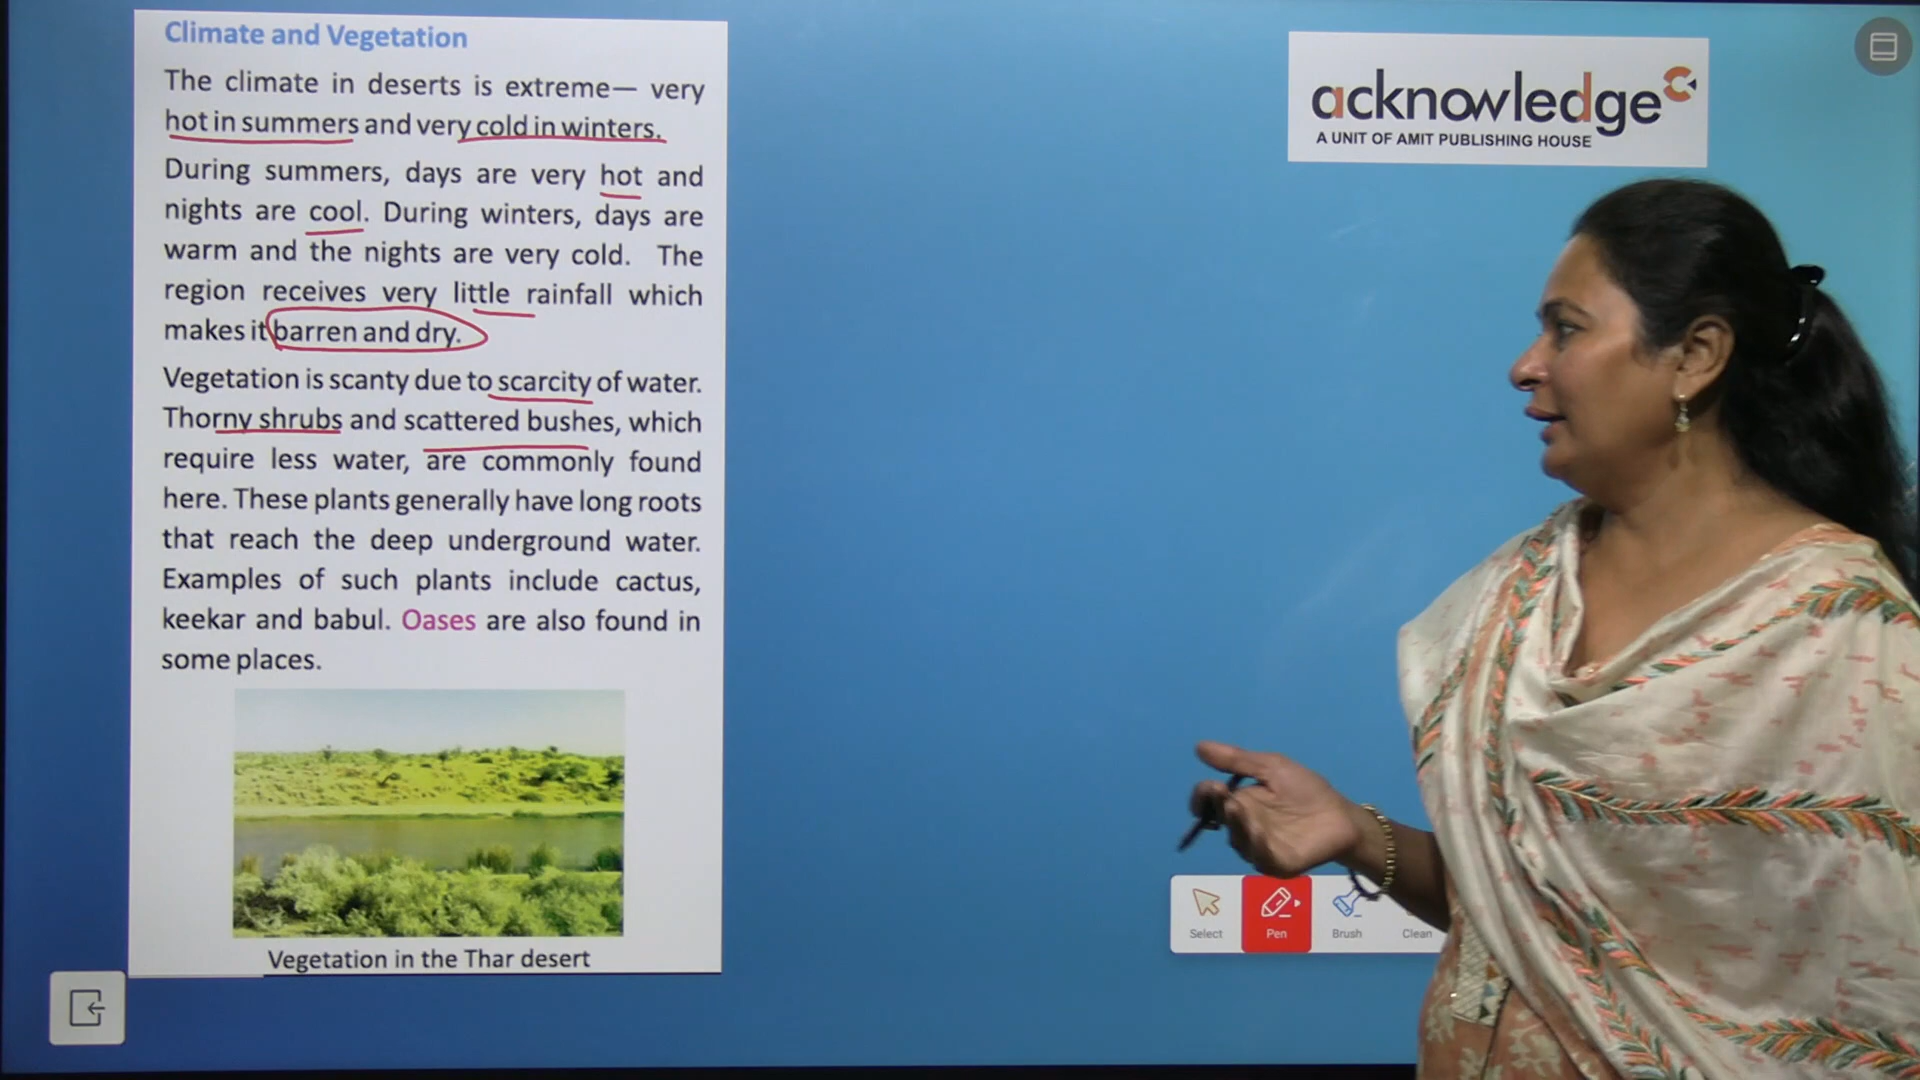 Climate and Vegetation
The climate in deserts is extreme— very
hot in summers and very cold in winters.
During summers, days are very hot and
nights are cool. During winters, days are
warm and the nights are very cold. The
region receives very little rainfall which
makes it barren and dry.
Vegetation is scanty due to scarcity of water.
Thorny shrubs and scattered bushes, which
require less water, are commonly found
here. These plants generally have long roots
that reach the deep underground water.
Examples of such plants include cactus,
keekar and babul. Oases are also found in
some places.
Vegetation in the Thar desert
acknowledge
A UNIT OF AMIT PUBLISHING HOUSE
Select Pen Brush Clean